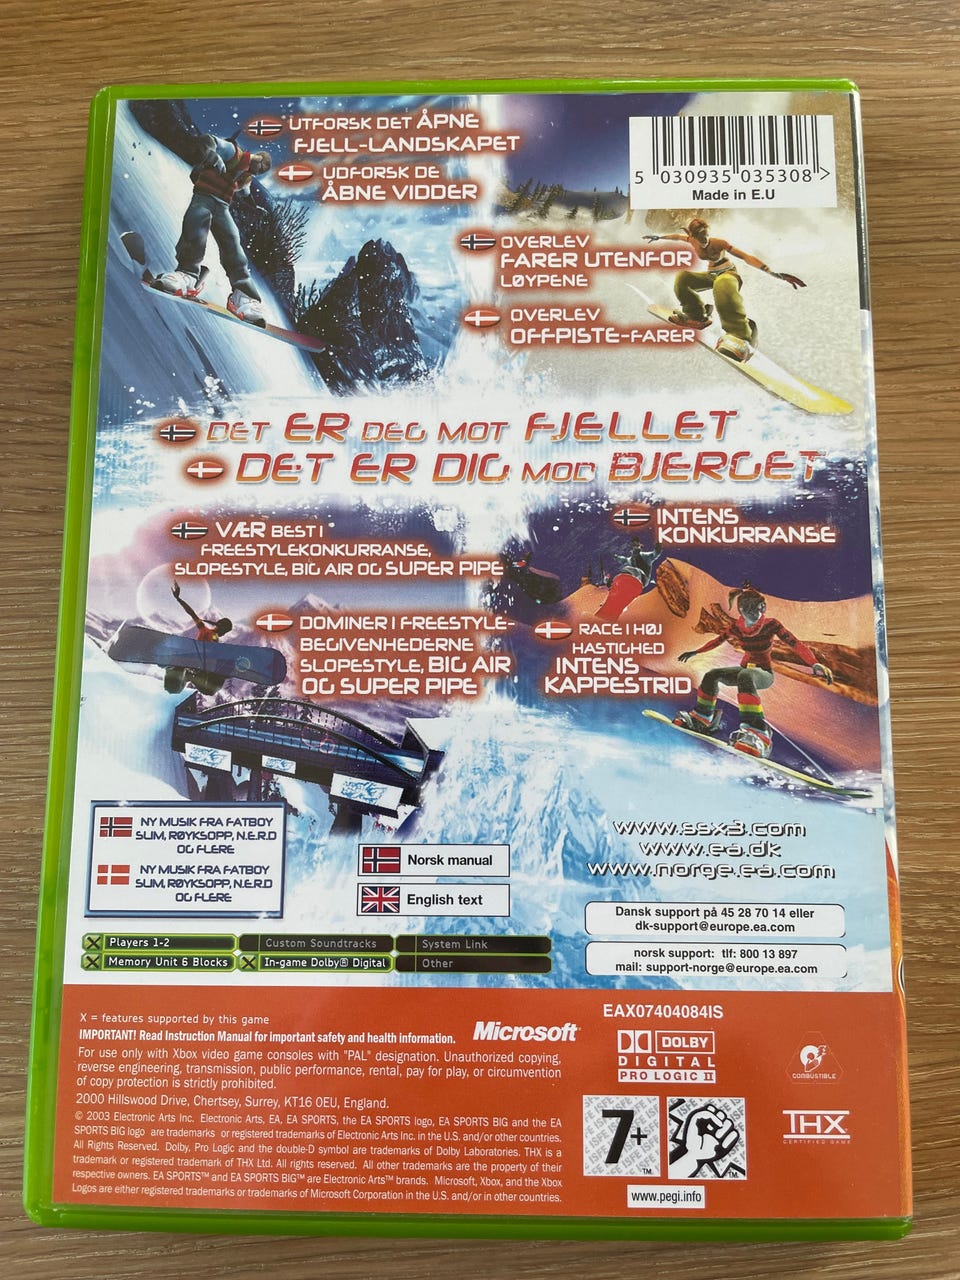 UTFORSK DET ÅPNE
FJELL-LANDSKAPET
UDFORSK DE
ÅBNE VIDDER
5 030935 035308 >
Made in E.U
OVERLEV
FARER UTENFOR
LØYPENE
OVERLEV
OFFPISTE-FARER
DET ER DEG MOT FJELLET
DET ER DIG MOD BJERGET
VÆR BEST I
FREESTYLEKONKURRANSE,
SLOPESTYLE, BIG AIR OG SUPER PIPE
INTENS
KONKURRANSE
DOMINER I FREESTYLE-
BEGIVENHEDERNE
SLOPESTYLE, BIG AIR
OG SUPER PIPE
RACE I HØJ
HASTIGHED
INTENS
KAPPESTRID
NY MUSIK FRA FATBOY
SLIM, RØYKSOPP, N.E.R.D
OG FLERE
NY MUSIK FRA FATBOY
SLIM, RØYKSOPP, N.E.R.D
OG FLERE
Norsk manual
English text
www.ssx3.com
www.ea.dk
www.norge.ea.com
Dansk support på 45 28 70 14 eller
dk-support@europe.ea.com
norsk support: tlf: 800 13 897
mail: support-norge@europe.ea.com
Players 1-2
Custom Soundtracks
System Link
Memory Unit 6 Blocks
In-game Dolby® Digital
Other
X = features supported by this game
IMPORTANT! Read Instruction Manual for important safety and health information.
For use only with Xbox video game consoles with "PAL" designation. Unauthorized copying,
reverse engineering, transmission, public performance, rental, pay for play, or circumvention
of copy protection is strictly prohibited.
2000 Hillswood Drive, Chertsey, Surrey, KT16 0EU, England.
© 2003 Electronic Arts Inc. Electronic Arts, EA, EA SPORTS, the EA SPORTS logo, EA SPORTS BIG and the EA
SPORTS BIG logo are trademarks or registered trademarks of Electronic Arts Inc. in the U.S. and/or other countries.
All Rights Reserved. Dolby, Pro Logic and the double-D symbol are trademarks of Dolby Laboratories. THX is a
trademark or registered trademark of THX Ltd. All rights reserved. All other trademarks are the property of their
respective owners. EA SPORTS™ and EA SPORTS BIG™ are Electronic Arts™ brands. Microsoft, Xbox, and the Xbox
Logos are either registered trademarks or trademarks of Microsoft Corporation in the U.S. and/or in other countries.
Microsoft®
EAX07404084IS
DOLBY
DIGITAL
PRO LOGIC II
COMBUSTIBLE
7+
TM
TM
THX
CERTIFIED GAME
www.pegi.info